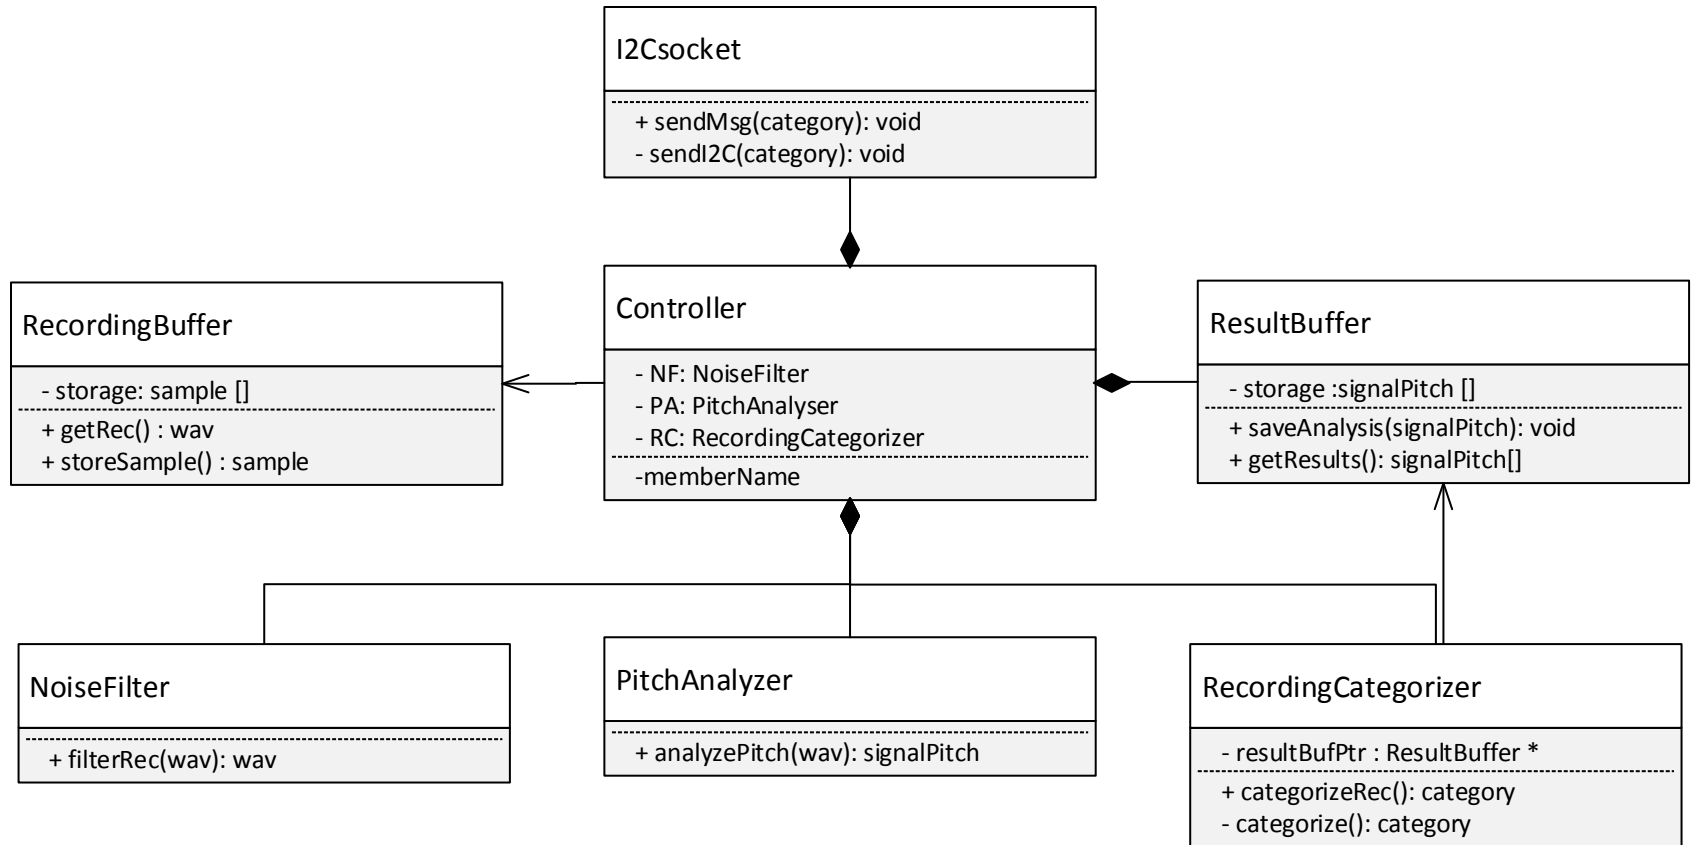 I2Csocket
+ sendMsg(category): void
- sendI2C(category): void
RecordingBuffer
- storage: sample []
+ getRec() : wav
+ storeSample() : sample
Controller
- NF: NoiseFilter
- PA: PitchAnalyser
- RC: RecordingCategorizer
-memberName
ResultBuffer
- storage :signalPitch []
+ saveAnalysis(signalPitch): void
+ getResults(): signalPitch[]
NoiseFilter
+ filterRec(wav): wav
PitchAnalyzer
+ analyzePitch(wav): signalPitch
RecordingCategorizer
- resultBufPtr : ResultBuffer *
+ categorizeRec(): category
- categorize(): category